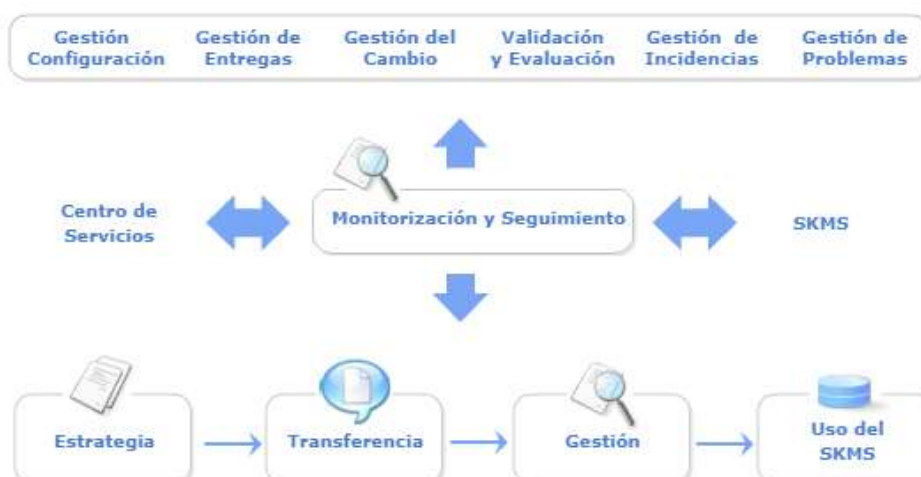 Gestión Configuración
Gestión de Entregas
Gestión del Cambio
Validación y Evaluación
Gestión de Incidencias
Gestión de Problemas
Centro de Servicios
Monitorización y Seguimiento
SKMS
Estrategia
Transferencia
Gestión
Uso del SKMS